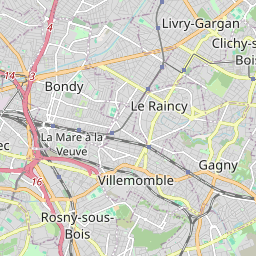 Livry-Gargan
Clichy-s
Bois
14
3
Bondy
Le Raincy
La Mare à la
Veuve
ec
Gagny
16
Villemomble
Rosny-sous-
Bois